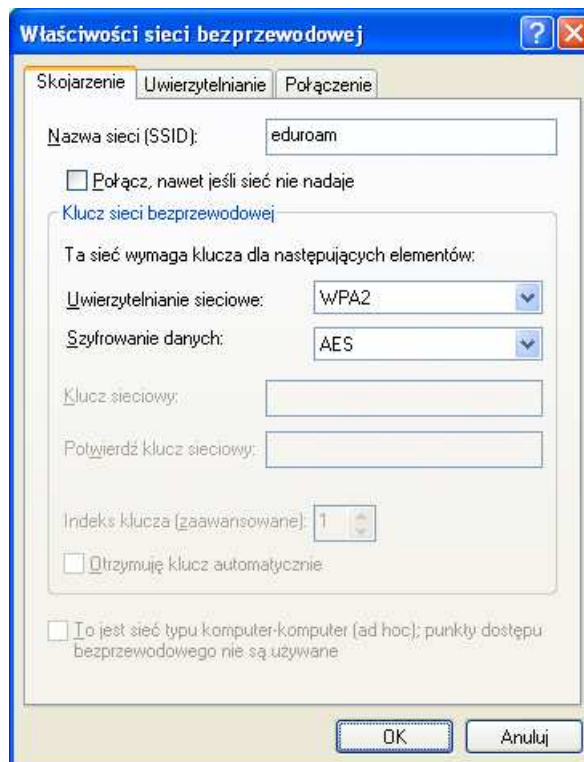 Właściwości sieci bezprzewodowej
Skojarzenie Uwierzytelnianie Połączenie
Nazwa sieci (SSID): eduroam
Połącz, nawet jeśli sieć nie nadaje
Klucz sieci bezprzewodowej
Ta sieć wymaga klucza dla następujących elementów:
Uwierzytelnianie sieciowe: WPA2
Szyfrowanie danych: AES
Klucz sieciowy:
Potwierdź klucz sieciowy:
Indeks klucza (zaawansowane): 1
Otrzymuję klucz automatycznie
To jest sieć typu komputer-komputer (ad hoc); punkty dostępu
bezprzewodowego nie są używane
OK Anuluj